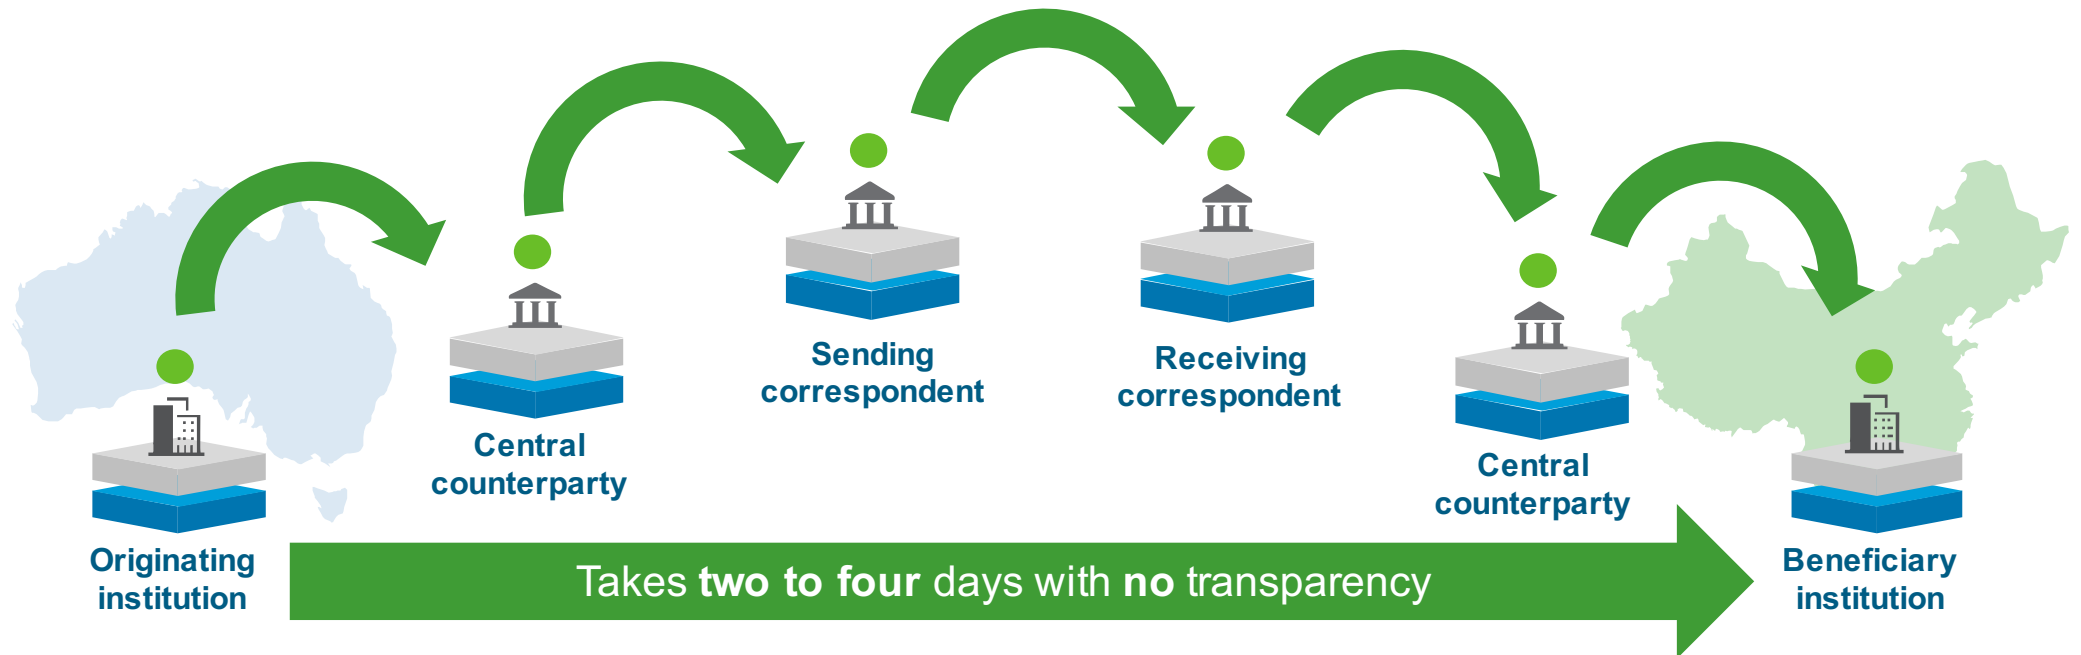 Sending
correspondent
Receiving
correspondent
Central
counterparty
Central
counterparty
Originating
institution
Takes two to four days with no transparency
Beneficiary
institution